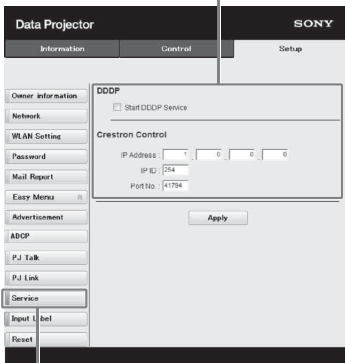 Data Projector
SONY
Information
Control
Setup
Owner information
Network
WLAN Setting
Password
Mail Report
Easy Menu
Advertisement
ADCP
PJ Talk
PJ Link
Service
Input Label
Reset
DDDP
Start DDDP Service
Crestron Control
IP Address : 1 . 0 . 0 . 0
IP ID : 254
Port No. : 41794
Apply